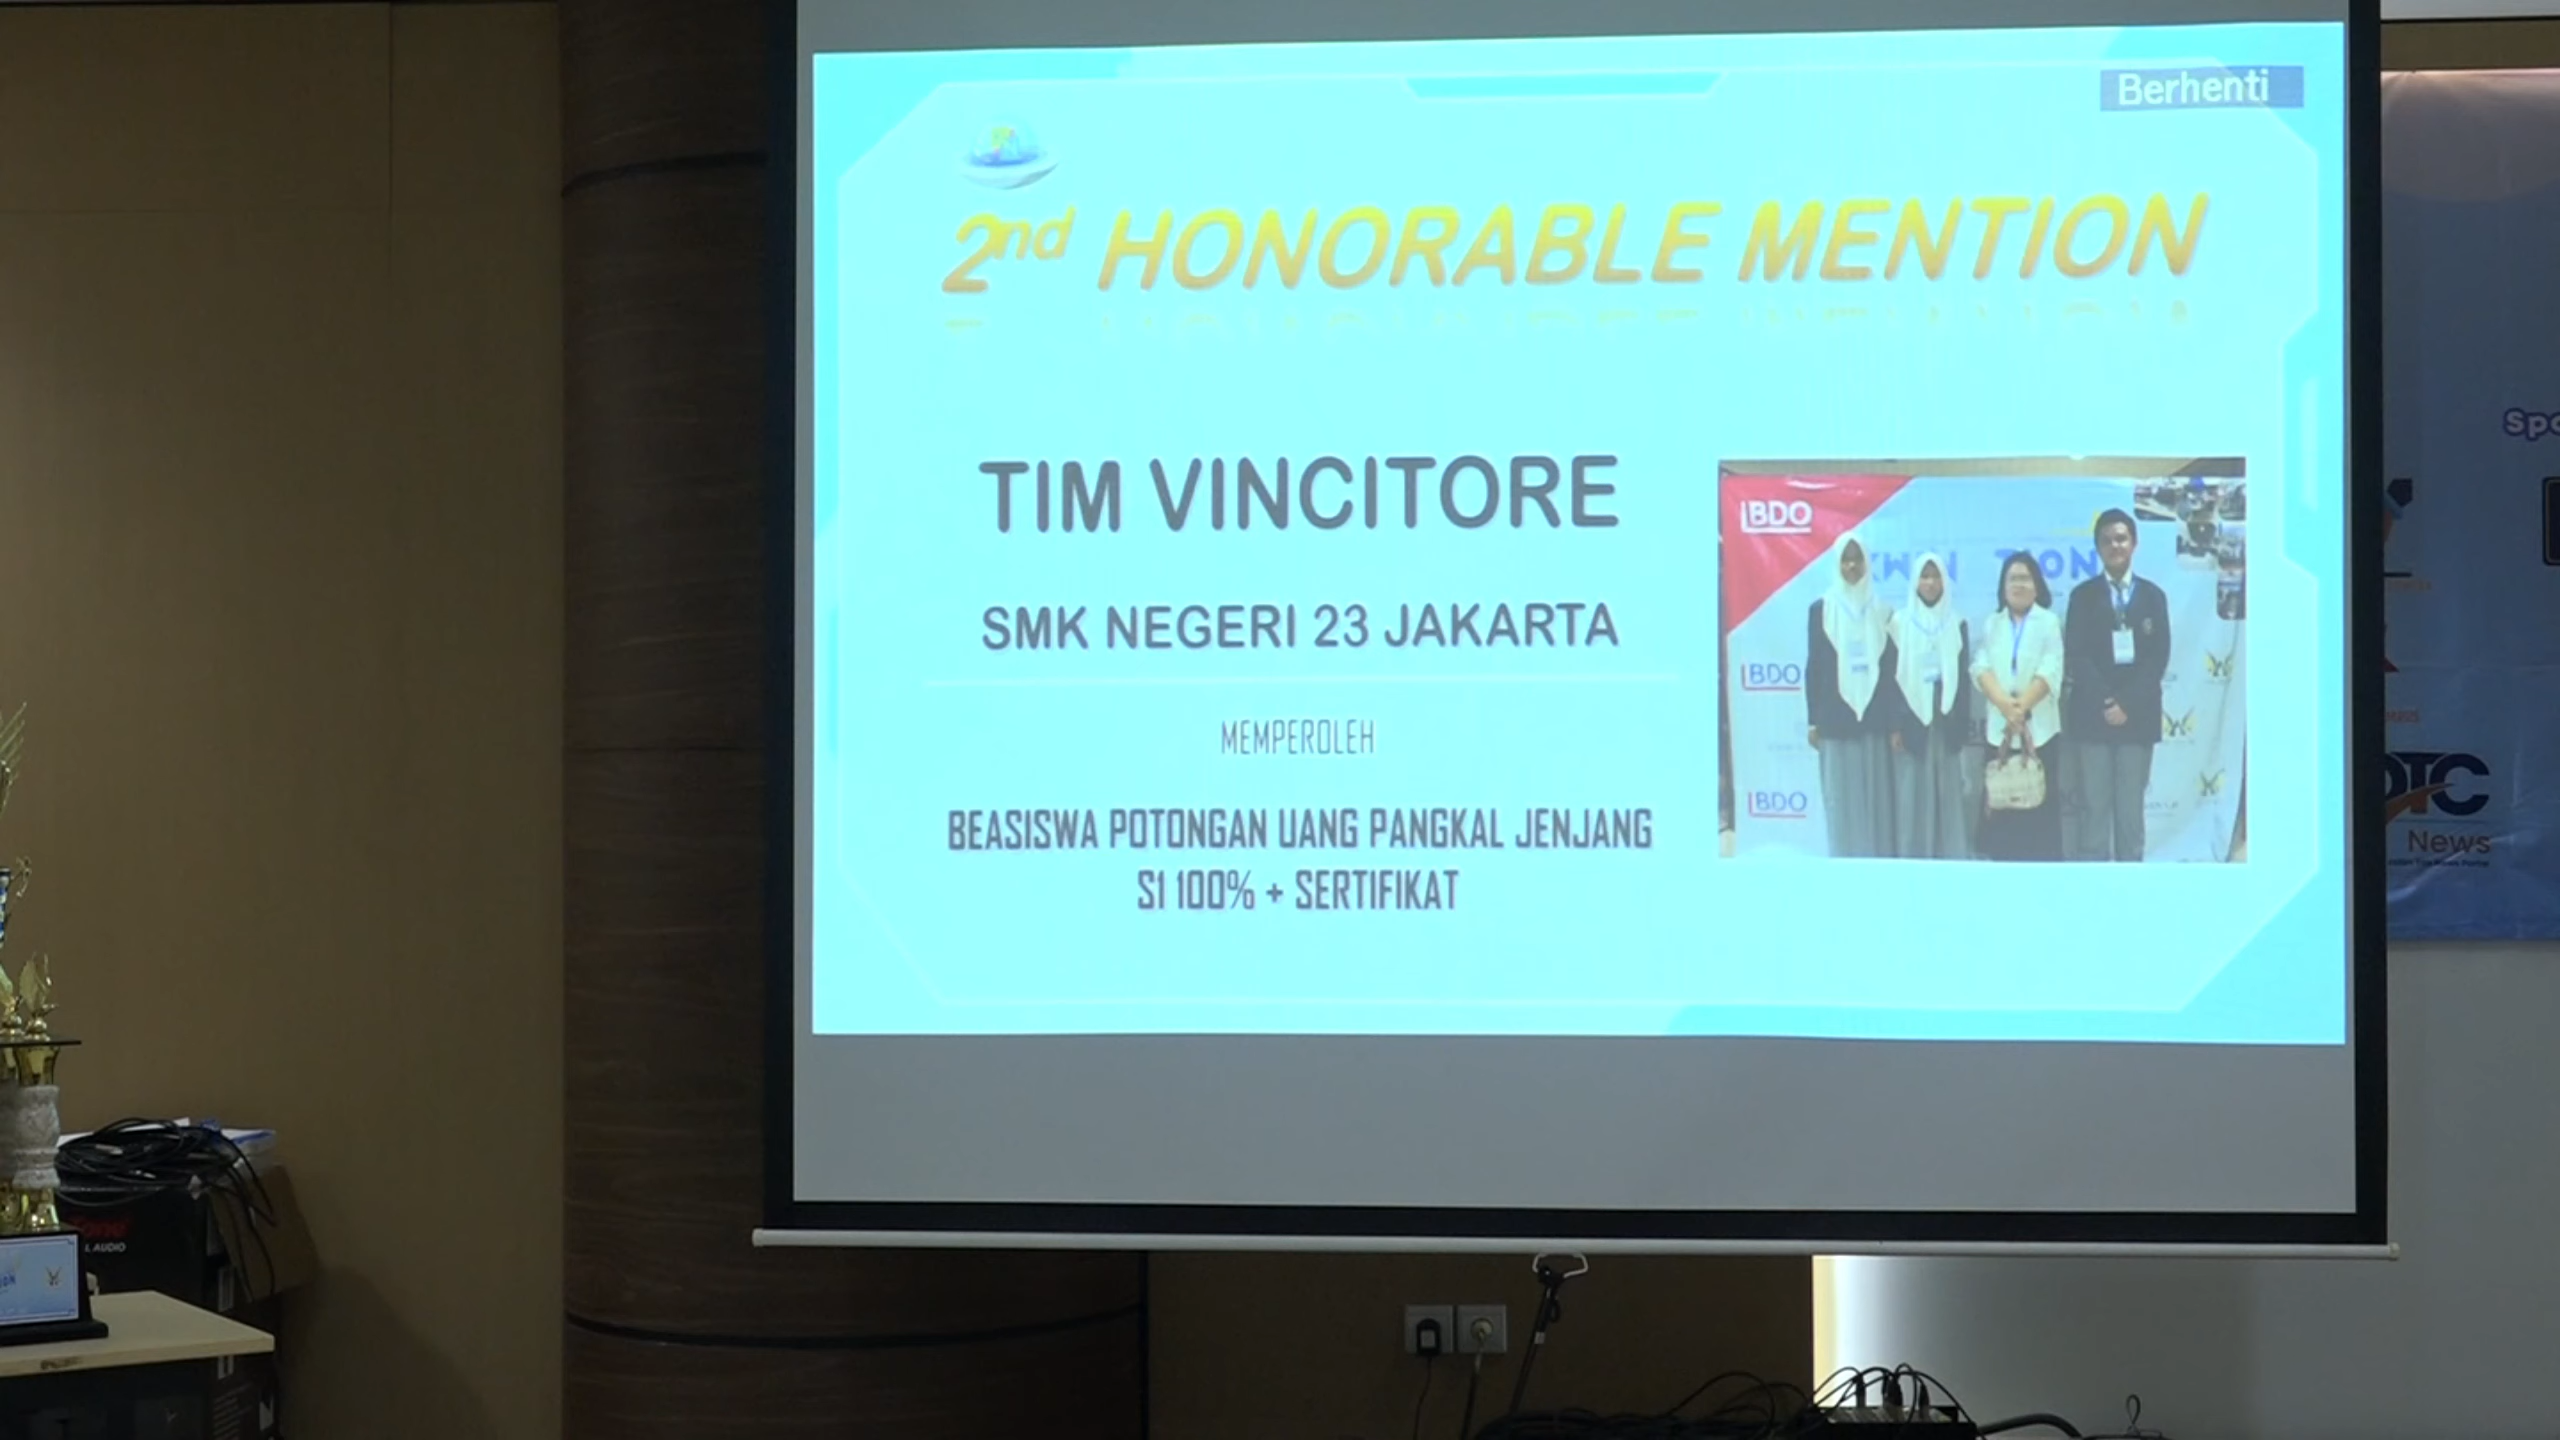 Berhenti
2nd HONORABLE MENTION
TIM VINCITORE
SMK NEGERI 23 JAKARTA
MEMPEROLEH
BEASISWA POTONGAN UANG PANGKAL JENJANG
S1 100% + SERTIFIKAT
BDO
BDO
BDO
News
L AUDIO